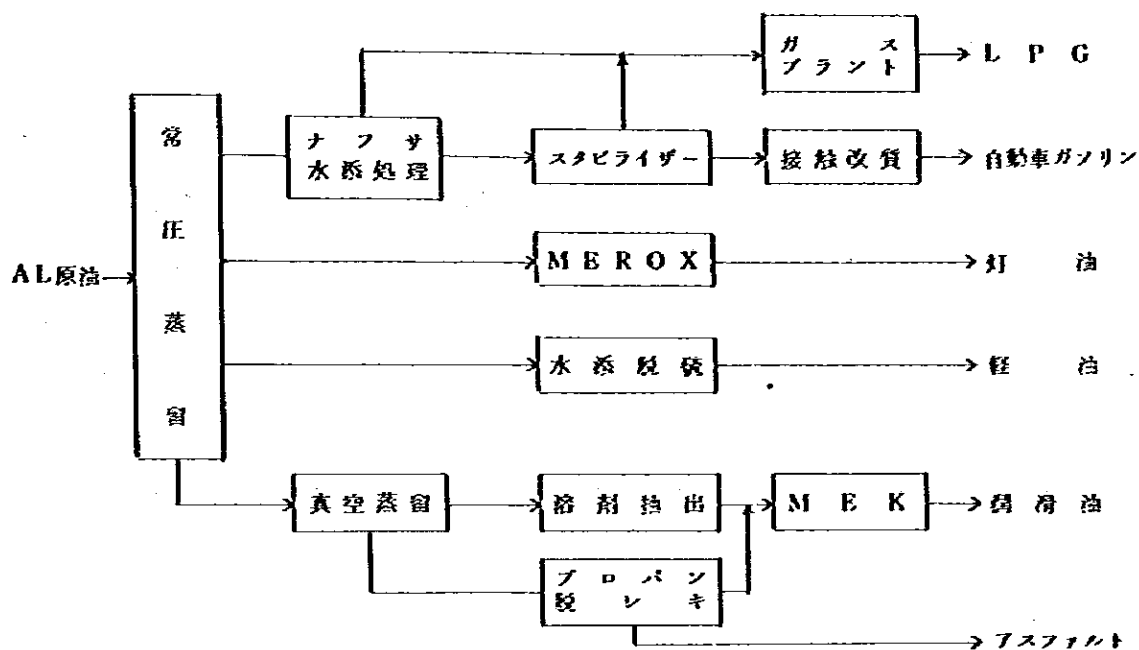 ガス
プラント
LPG
常圧蒸留
ナフサ
水添処理
スタビライザー
接触改質
自動車ガソリン
AL原油
MEROX
灯油
水添脱硫
軽油
真空蒸留
溶剤抽出
MEK
潤滑油
プロパン
脱レキ
アスファルト